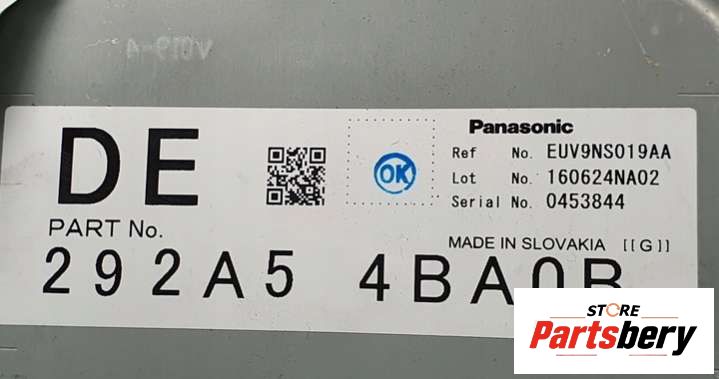 DE
OK
Panasonic
Ref No. EUV9NS019AA
Lot No. 160624NA02
Serial No. 0453844
PART No.
MADE IN SLOVAKIA [[G]]
292A5 4BA0B
STORE
Partsbery